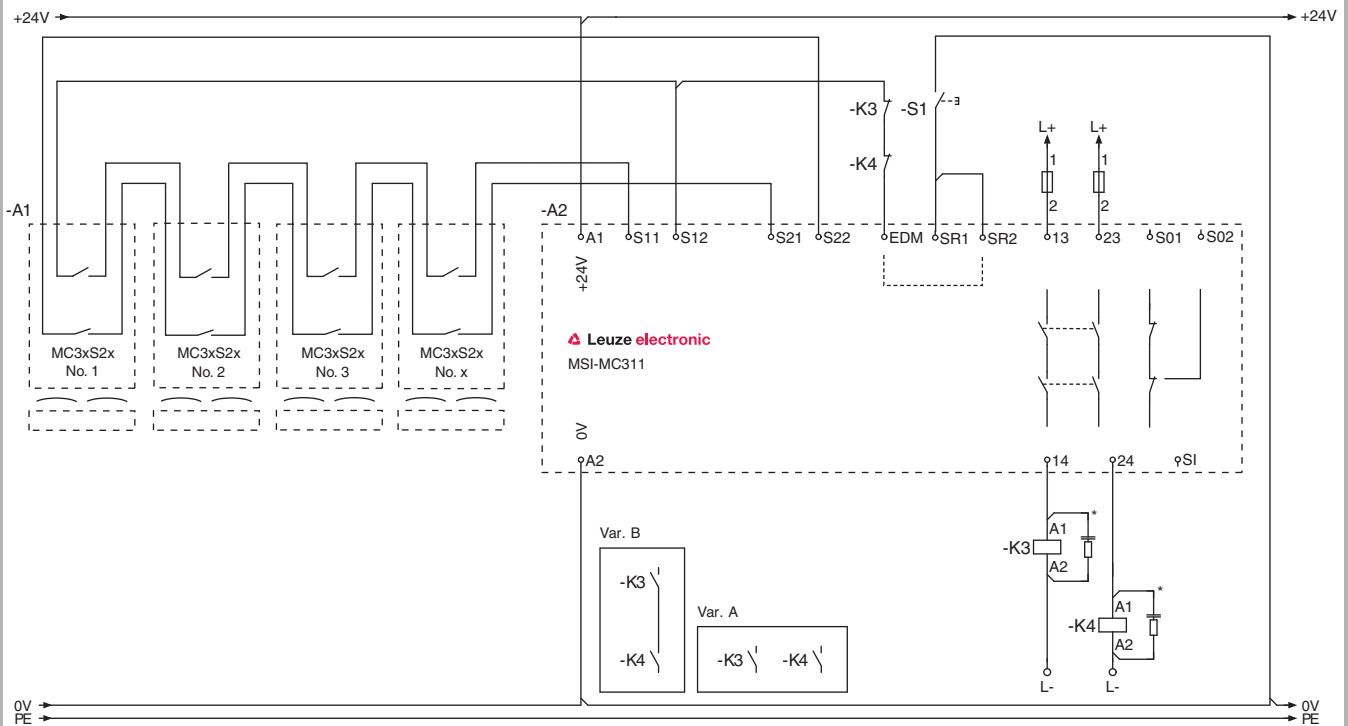 +24V
+24V
-K3
-S1
-K4
L+
L+
1
1
2
2
-A1
-A2
A1
S11
S12
S21
S22
EDM
SR1
SR2
13
23
S01
S02
+24V
Leuze electronic
MSI-MC311
MC3xS2x
No. 1
MC3xS2x
No. 2
MC3xS2x
No. 3
MC3xS2x
No. x
0V
A2
14
24
SI
*
A1
-K3
A2
*
A1
-K4
A2
L-
L-
Var. B
-K3
-K4
Var. A
-K3
-K4
0V
0V
PE
PE